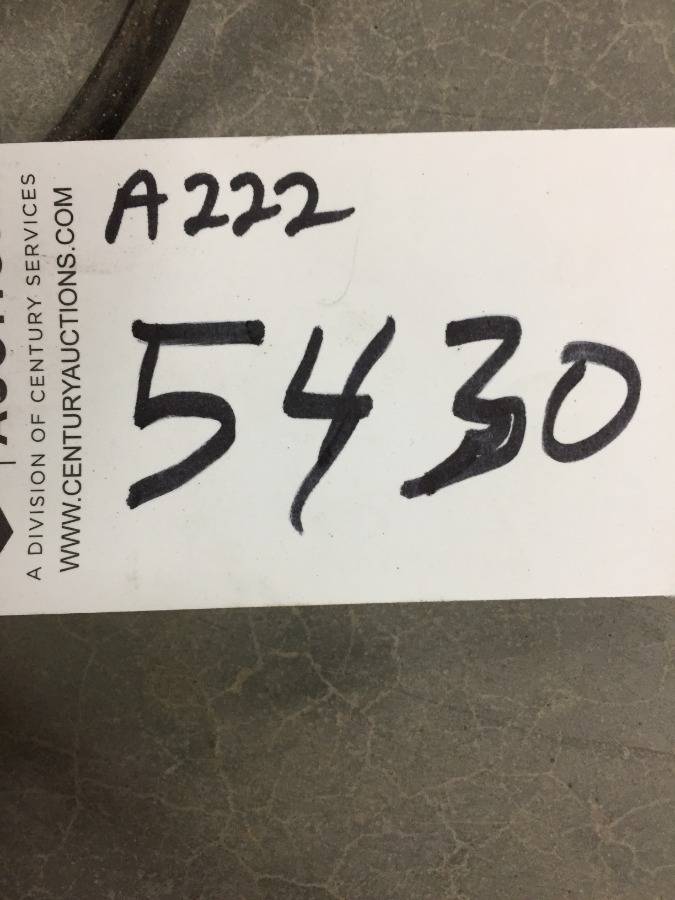 A222
5430
A DIVISION OF CENTURY SERVICES
WWW.CENTURYAUCTIONS.COM